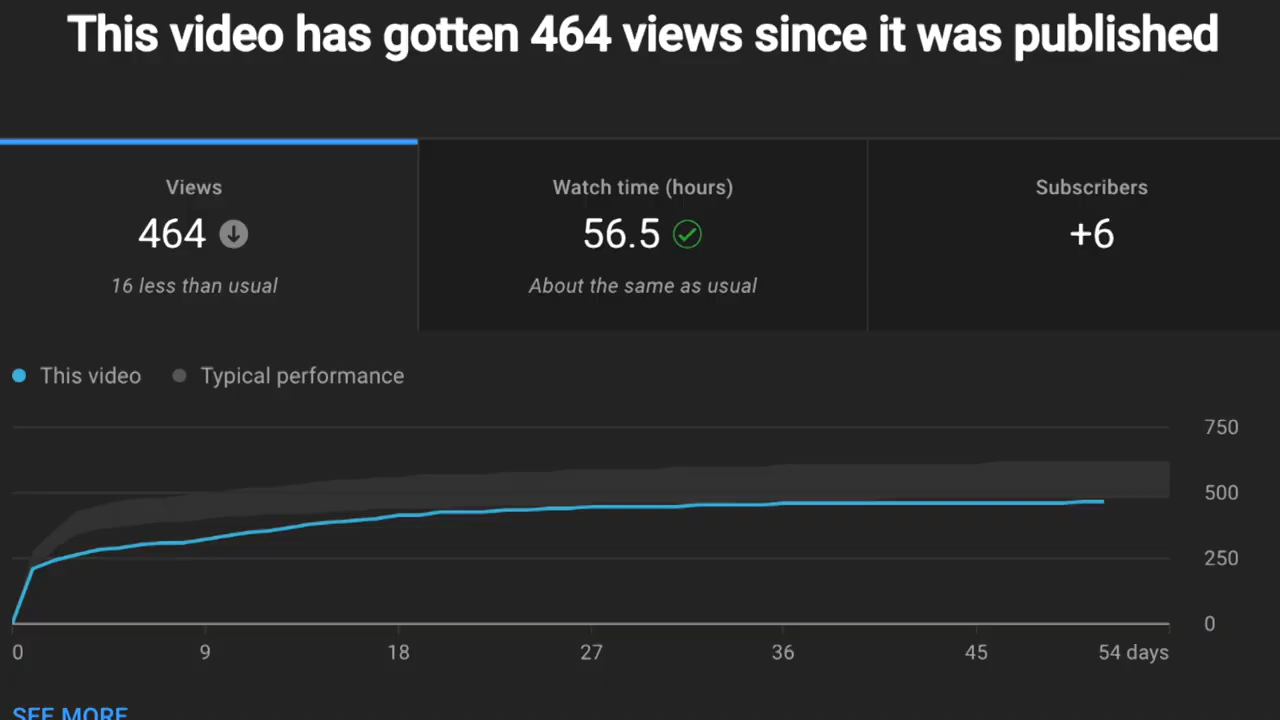 This video has gotten 464 views since it was published
Views
464
16 less than usual
Watch time (hours)
56.5
About the same as usual
Subscribers
+6
This video
Typical performance
750
500
250
0
0
9
18
27
36
45
54 days
SEE MORE